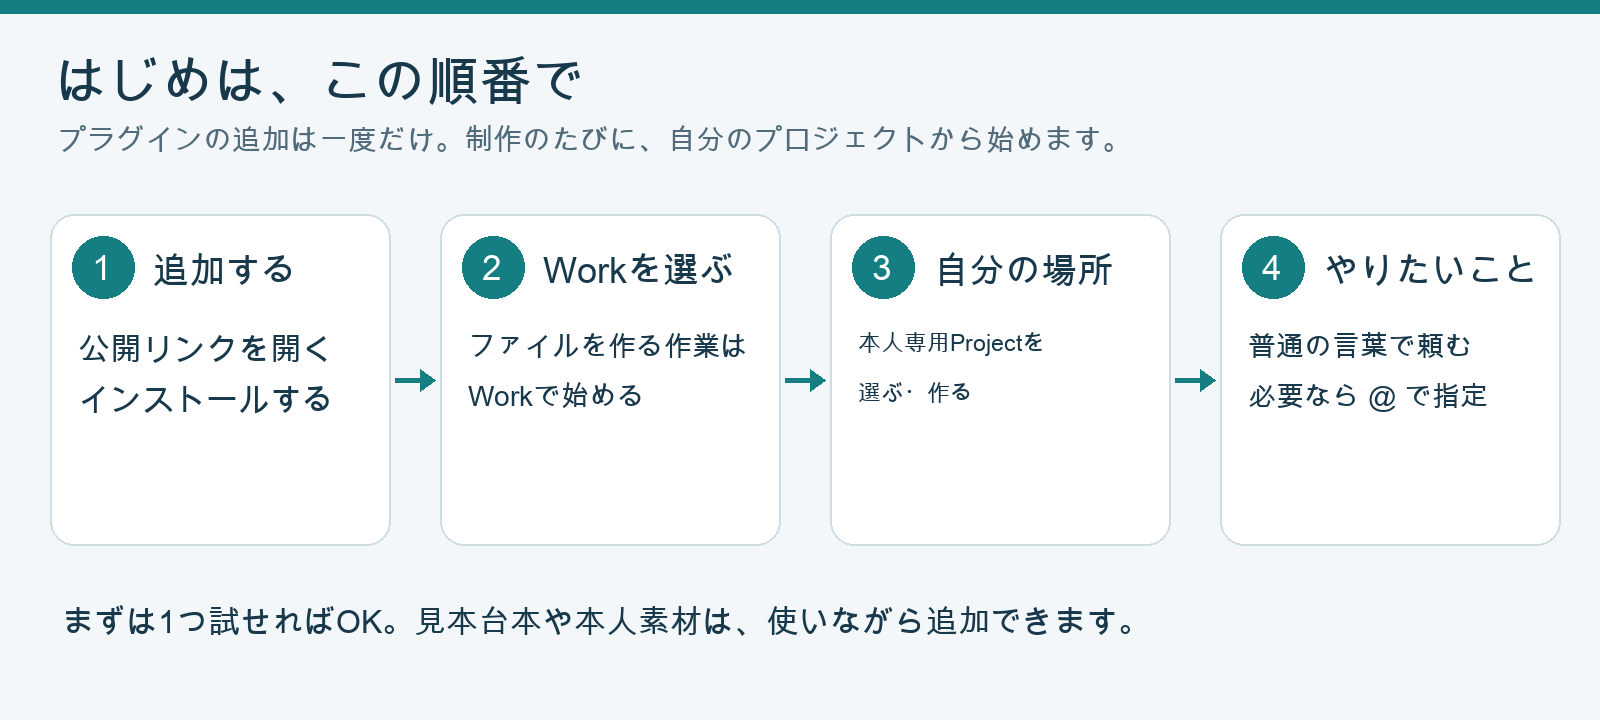 はじめは、この順番で
プラグインの追加は一度だけ。制作のたびに、自分のプロジェクトから始めます。
1 追加する
公開リンクを開く
インストールする
2 Workを選ぶ
ファイルを作る作業は
Workで始める
3 自分の場所
本人専用Projectを
選ぶ・作る
4 やりたいこと
普通の言葉で頼む
必要なら @ で指定
まずは1つ試せればOK。見本台本や本人素材は、使いながら追加できます。